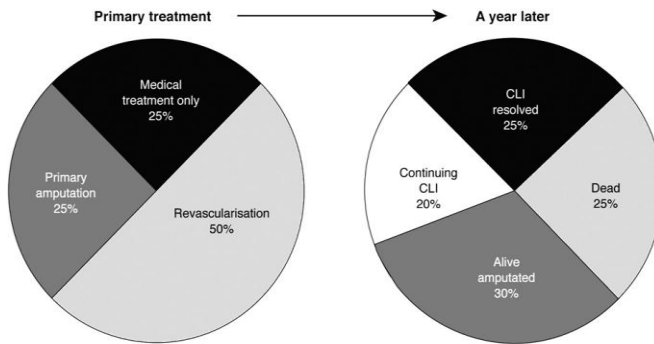 Primary treatment
A year later
Medical
treatment only
25%
Primary
amputation
25%
Revascularisation
50%
CLI
resolved
25%
Continuing
CLI
20%
Dead
25%
Alive
amputated
30%